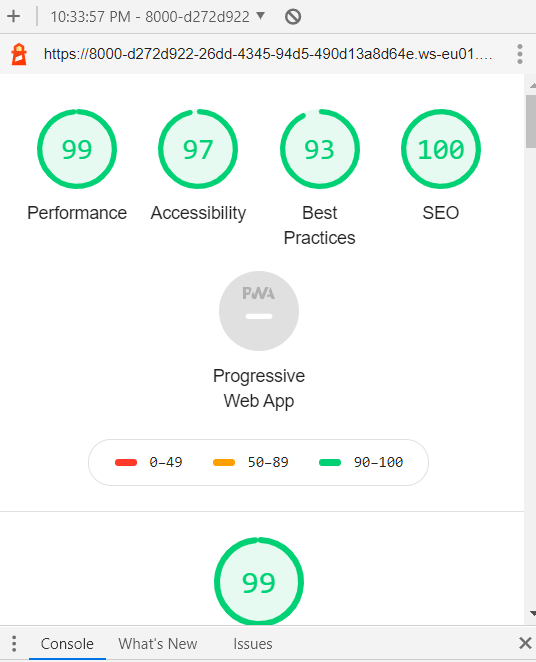 10:33:57 PM - 8000-d272d922
https://8000-d272d922-26dd-4345-94d5-490d13a8d64e.ws-eu01.…
99
97
93
100
Performance
Accessibility
Best
Practices
SEO
PWA
Progressive
Web App
0–49
50–89
90–100
99
Console
What's New
Issues